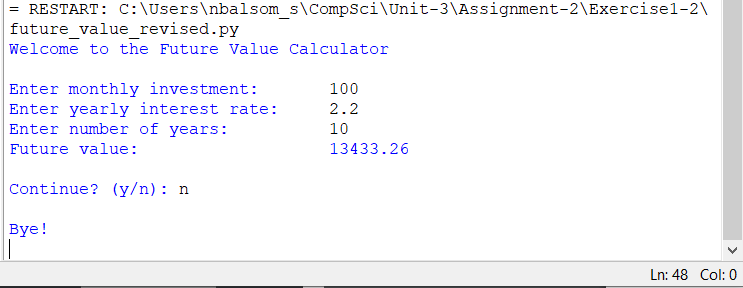 = RESTART: C:\Users\nbalsom_s\CompSci\Unit-3\Assignment-2\Exercise1-2\
future_value_revised.py
Welcome to the Future Value Calculator
Enter monthly investment: 100
Enter yearly interest rate: 2.2
Enter number of years: 10
Future value: 13433.26
Continue? (y/n): n
Bye!
Ln: 48 Col: 0